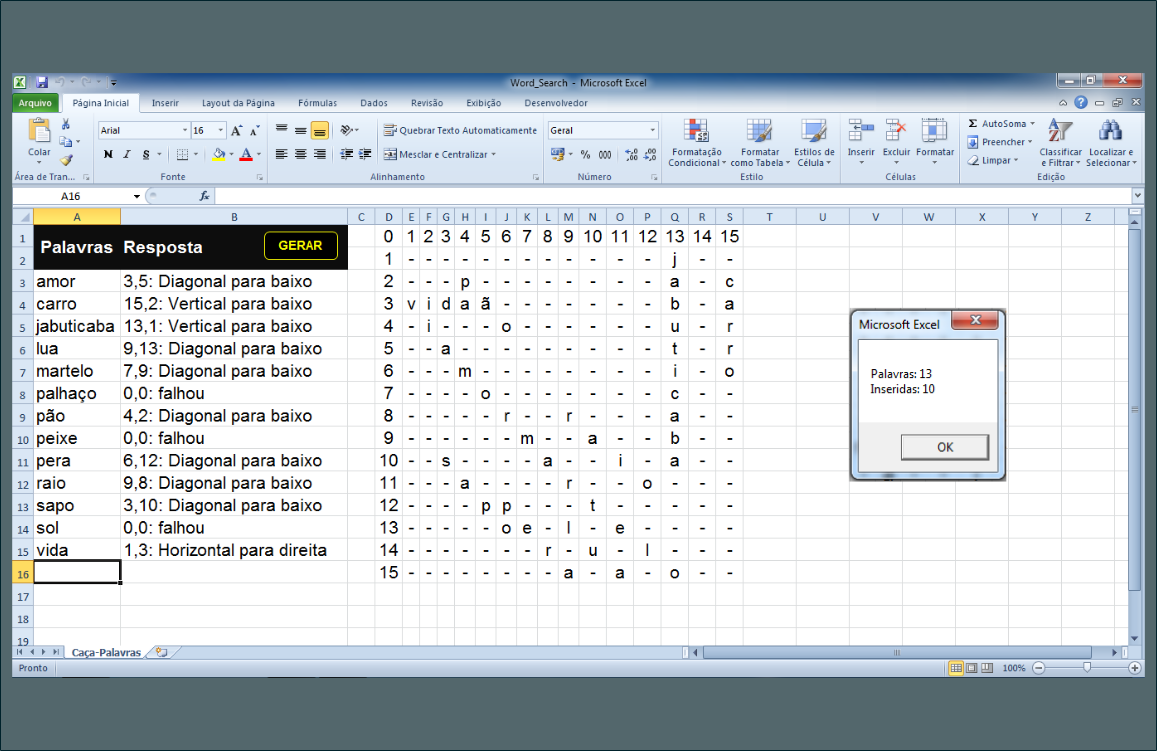 Word_Search - Microsoft Excel
Arquivo Página Inicial Inserir Layout da Página Fórmulas Dados Revisão Exibição Desenvolvedor
Colar
Arial 16
N I S
Quebrar Texto Automaticamente
Mesclar e Centralizar
Geral
% 000
Formatação Condicional
Formatar como Tabela
Estilos de Célula
Inserir Excluir Formatar
Σ AutoSoma
Preencher
Limpar
Classificar e Filtrar
Localizar e Selecionar
Área de Tran... Fonte Alinhamento Número Estilo Células Edição
A16 fx
A B C D E F G H I J K L M N O P Q R S T U V W X Y Z
1 Palavras Resposta GERAR 0 1 2 3 4 5 6 7 8 9 10 11 12 13 14 15
2 1 - - - - - - - - - - - - j - -
3 amor 3,5: Diagonal para baixo 2 - - - p - - - - - - - - a - c
4 carro 15,2: Vertical para baixo 3 v i d a ã - - - - - - - b - a
5 jabuticaba 13,1: Vertical para baixo 4 - i - - - o - - - - - - u - r
6 lua 9,13: Diagonal para baixo 5 - - a - - - - - - - - - t - r
7 martelo 7,9: Diagonal para baixo 6 - - - m - - - - - - - - i - o
8 palhaço 0,0: falhou 7 - - - - o - - - - - - - c - -
9 pão 4,2: Diagonal para baixo 8 - - - - - r - - r - - - a - -
10 peixe 0,0: falhou 9 - - - - - - m - - a - - b - -
11 pera 6,12: Diagonal para baixo 10 - - s - - - - a - - i - a - -
12 raio 9,8: Diagonal para baixo 11 - - - a - - - - r - - o - - -
13 sapo 3,10: Diagonal para baixo 12 - - - - p p - - - t - - - - -
14 sol 0,0: falhou 13 - - - - - o e - l - e - - - -
15 vida 1,3: Horizontal para direita 14 - - - - - - - r - u - l - - -
16 15 - - - - - - - - a - a - o - -
17
18
19
Microsoft Excel
Palavras: 13
Inseridas: 10
OK
Caça-Palavras
Pronto 100%